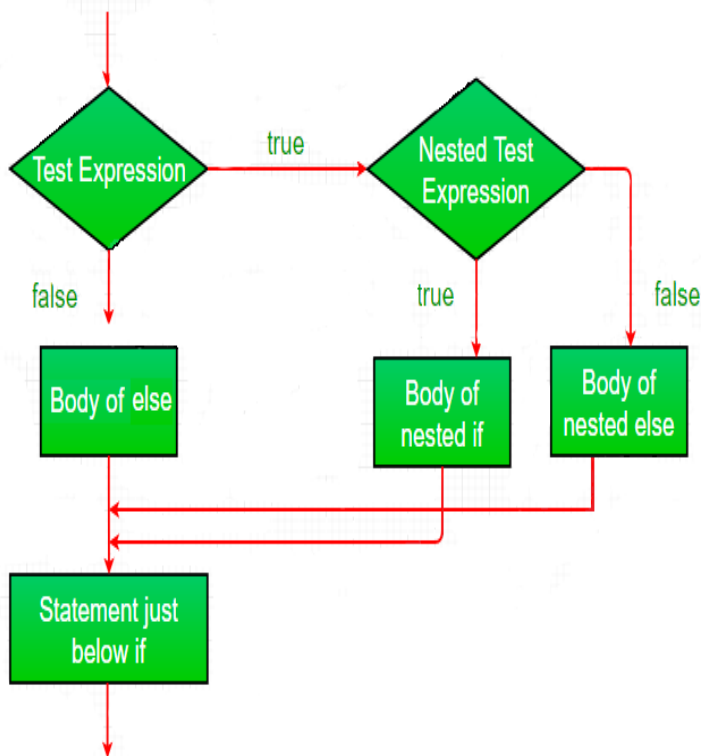 Test Expression
true
Nested Test
Expression
false
true
false
Body of else
Body of
nested if
Body of
nested else
Statement just
below if